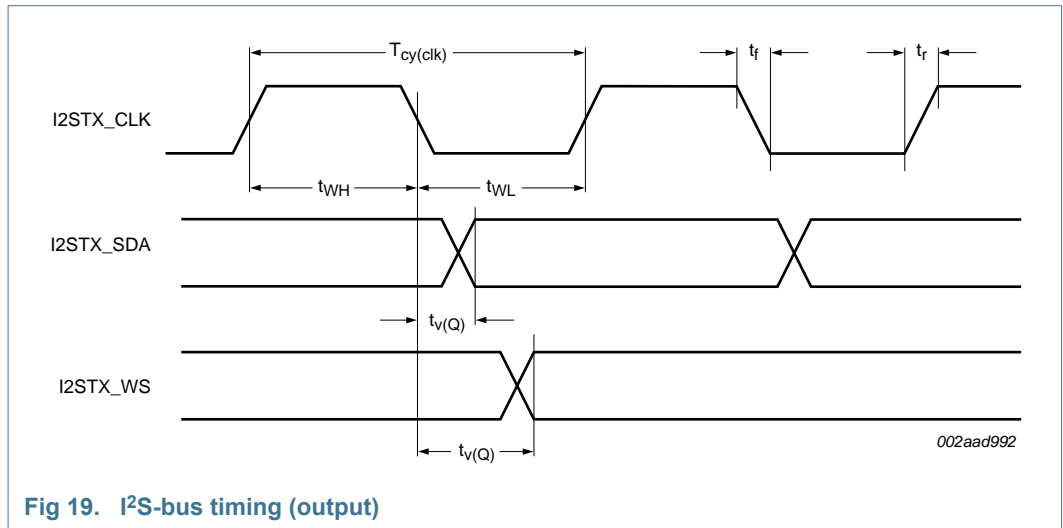 T_cy(clk) t_f t_r
I2STX_CLK
t_WH t_WL
I2STX_SDA
t_v(Q)
I2STX_WS
t_v(Q)
002aad992
Fig 19. I²S-bus timing (output)